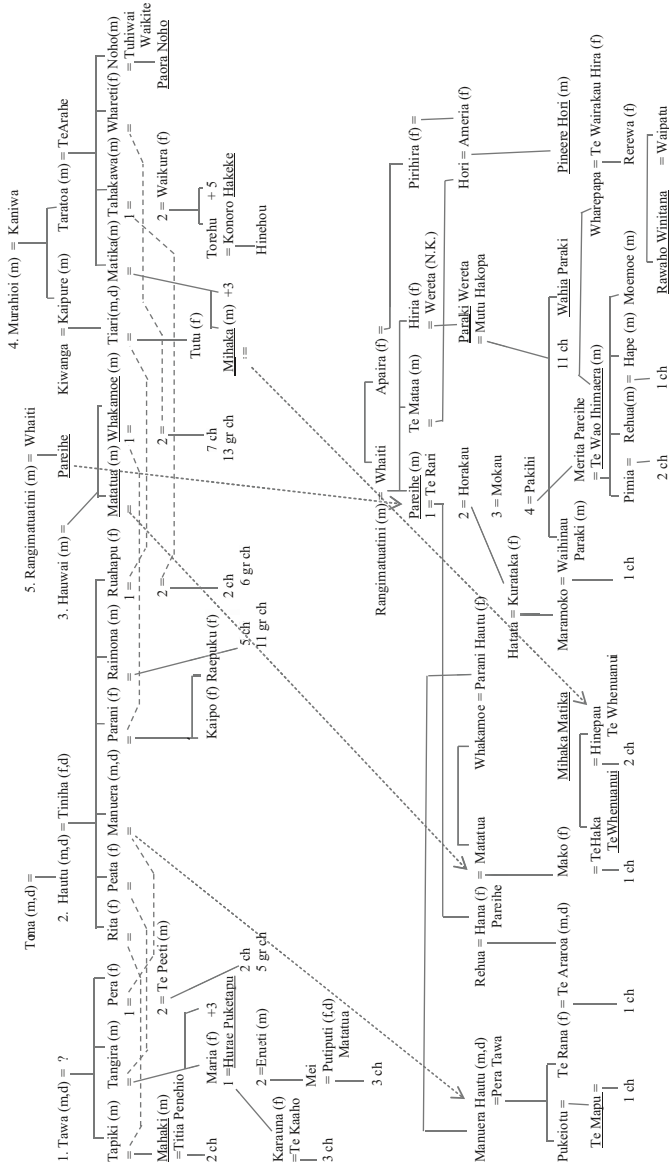 Tona (m,d) =
4. Murahioi (m) = Kaniwa
5. Rangimatuatini (m) = Whaiti
1. Tawa (m,d) = ?
2. Hautu (m,d) = Tiniha (f,d)
3. Hauwai (m) =
Pareihe
Kiwanga = Kaipure (m)
Taratoa (m) = TeArahe
Tapiki (m) Tangira (m) Pera (f) Rita (f) Peata (f) Manuera (m,d) Parani (f) Raimona (m) Ruahapu (f) Matatua (m) Whakamoe (m) Tiari(m,d) Matika(m) Tahakawa(m) Whareti(f) Noho(m)
= = 1 = = = = = 1 = = 1 = = = 1 = =
= Tuhiwai
Waikite
Paora Noho
Mahaki (m)
=Titia Penehio
2 ch
2 = Te Peeti (m)
2 ch
5 gr ch
Maria (f) +3
1 =Hurae Puketapu
2 =Erueti (m)
Mei
= Putiputi (f,d)
Matatua
3 ch
Karauna (f)
=Te Kaaho
3 ch
Kaipo (f) Raepuku (f)
5 ch
11 gr ch
2 =
2 ch
6 gr ch
2 =
7 ch
13 gr ch
Tutu (f)
Mihaka (m) +3
:=
2 = Waikura (f)
Torehu + 5
= Konoro Hakeke
Hinehou
Rangimatuatini (m) = Whaiti
Apaira (f) =
Pareihe (m) Te Mataa (m) Hiria (f) Pirihira (f) =
1 = Te Rari
=
= Wereta (N.K.)
2 = Horakau
3 = Mokau
4 = Pakihi
Hori = Ameria (f)
Paraki Wereta
= Mutu Hakopa
Pineere Hori (m)
Manuera Hautu (m,d)
=Pera Tawa
Rehua = Hana (f)
Pareihe
= Matatua
Whakamoe = Parani Hautu (f)
Hatata = Kurataka (f)
11 ch Wahia Paraki
Pukeiotu = Te Rana (f) = Te Araroa (m,d)
Te Mapu =
1 ch
1 ch
Mako (f)
=TeHaka
TeWhenuanui
1 ch
Mihaka Matika
= Hinepau
Te Whenuanui
2 ch
Maramoko = Waihinau
Paraki (m)
1 ch
Merita Pareihe
= Te Wao Ihimaera (m)
Wharepapa = Te Wairakau Hira (f)
Pimia = Rehua(m) = Hape (m) Moemoe (m)
2 ch
1 ch
Rerewa (f)
Rawaho Winitana = Waipatu